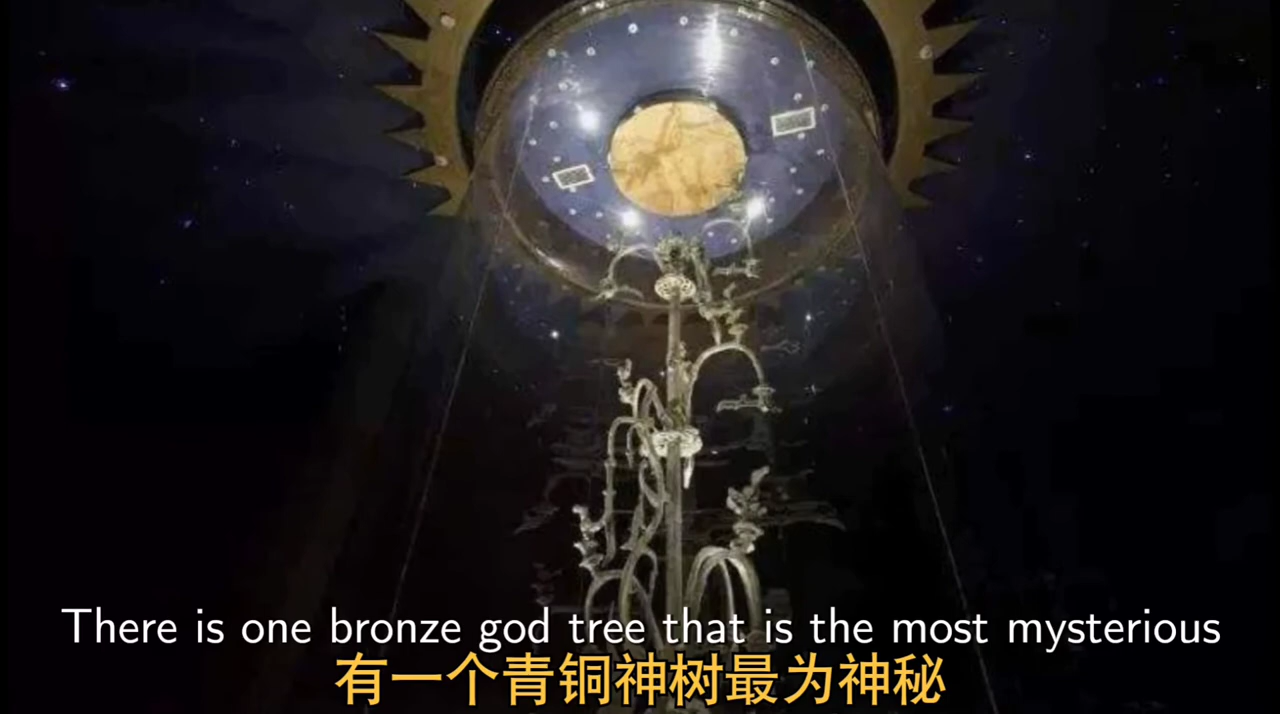 There is one bronze god tree that is the most mysterious
有一个青铜神树最为神秘